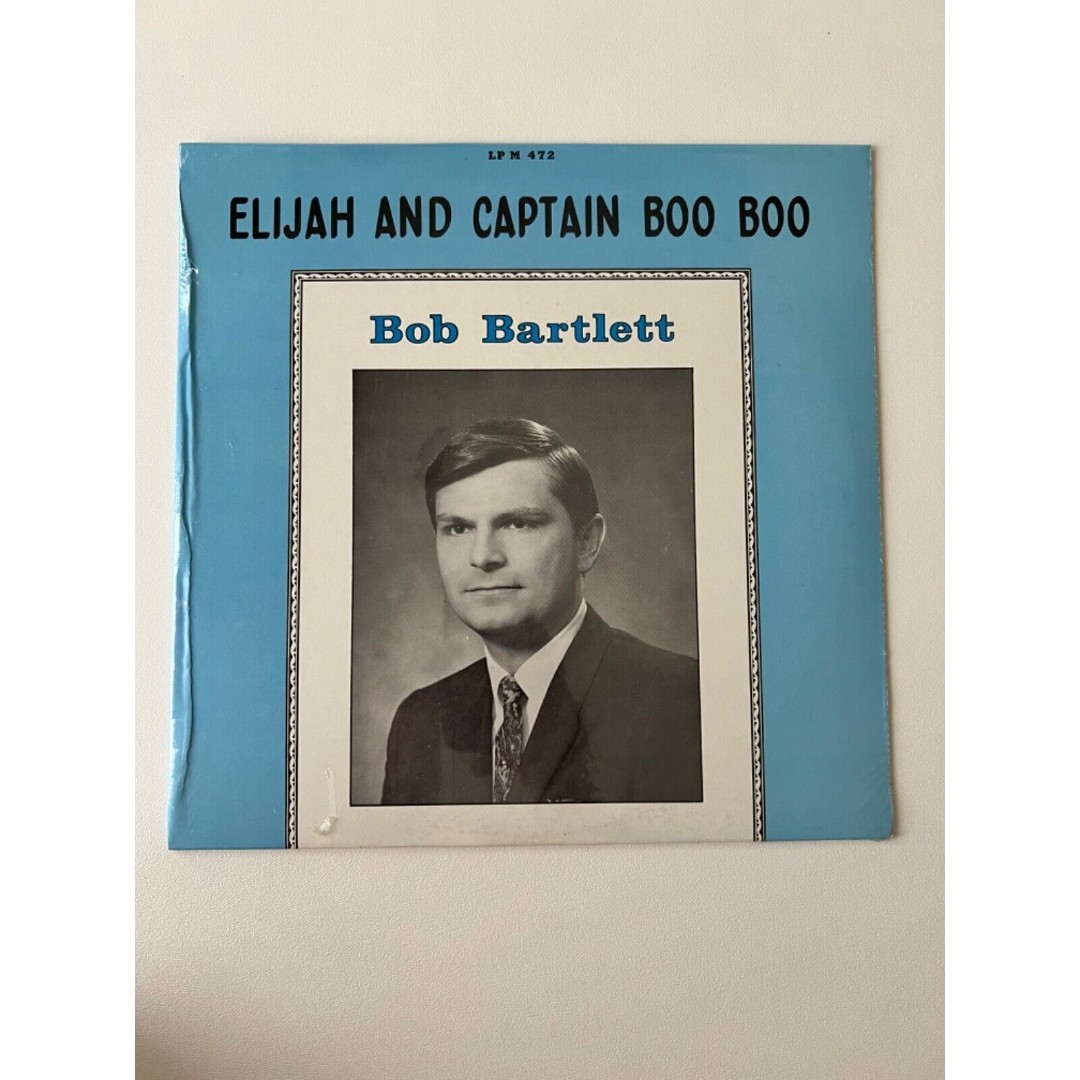 LP M 472
ELIJAH AND CAPTAIN BOO BOO
Bob Bartlett